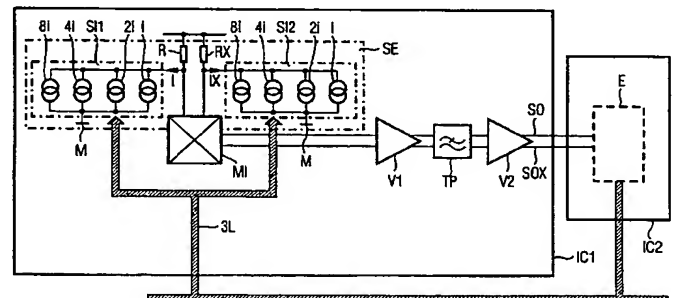 8I 4I SI1 2I I
R RX
8I 4I SI2 2I I
SE
I IX
M
M
MI
V1
TP
V2
SO
SOX
E
3L
IC1
IC2